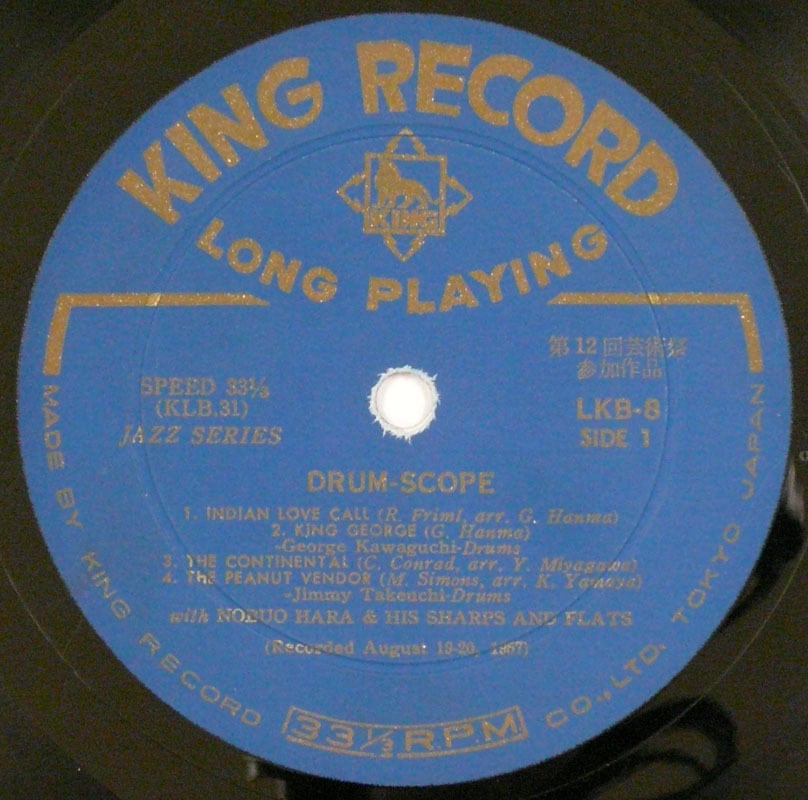 KING RECORD
KING
LONG PLAYING
第12回芸術祭
参加作品
SPEED 33⅓
(KLB.31)
JAZZ SERIES
LKB-8
SIDE 1
DRUM-SCOPE
1. INDIAN LOVE CALL (R. Friml, arr. G. Hanma)
2. KING GEORGE (G. Hanma)
-George Kawaguchi-Drums
3. THE CONTINENTAL (C. Conrad, arr. Y. Miyagawa)
4. THE PEANUT VENDOR (M. Simons, arr. K. Yamaya)
-Jimmy Takeuchi-Drums
with NOBUO HARA & HIS SHARPS AND FLATS
(Recorded August 19-20, 1957)
MADE BY KING RECORD CO., LTD. TOKYO JAPAN
33⅓ RPM